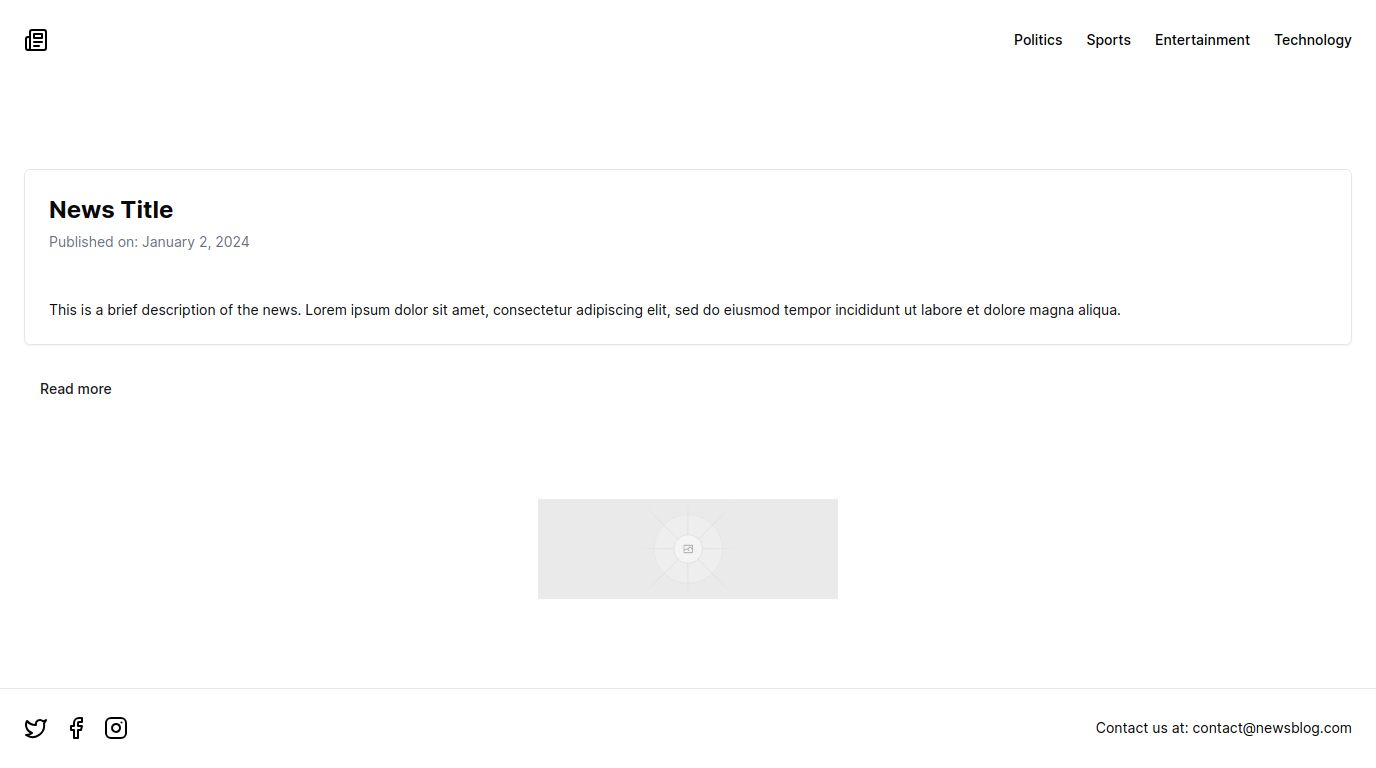 Politics Sports Entertainment Technology
News Title
Published on: January 2, 2024
This is a brief description of the news. Lorem ipsum dolor sit amet, consectetur adipiscing elit, sed do eiusmod tempor incididunt ut labore et dolore magna aliqua.
Read more
Contact us at: contact@newsblog.com